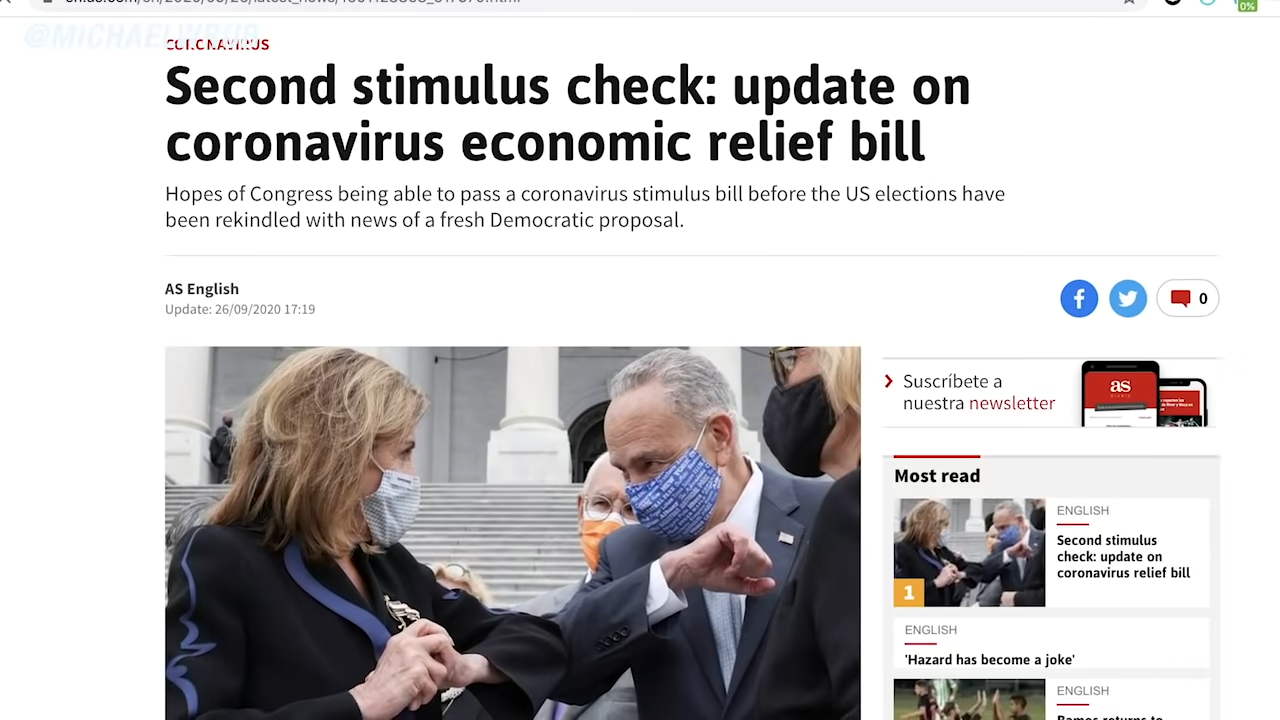 CORONAVIRUS
Second stimulus check: update on
coronavirus economic relief bill
Hopes of Congress being able to pass a coronavirus stimulus bill before the US elections have
been rekindled with news of a fresh Democratic proposal.
AS English
Update: 26/09/2020 17:19
0
Suscríbete a
nuestra newsletter
as
Most read
ENGLISH
Second stimulus
check: update on
coronavirus relief bill
1
ENGLISH
'Hazard has become a joke'
ENGLISH
0%